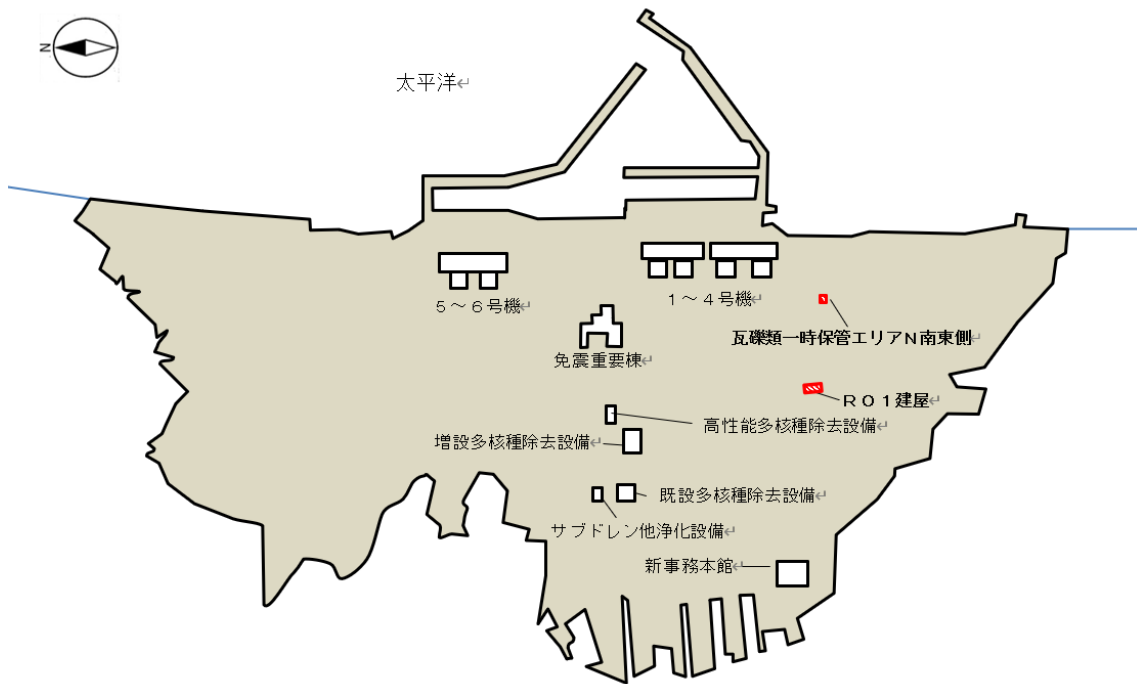 N
太平洋↵
5～6号機↵
1～4号機↵
瓦礫類一時保管エリアN南東側↵
免震重要棟↵
RO1建屋↵
高性能多核種除去設備↵
増設多核種除去設備↵
既設多核種除去設備↵
サブドレン他浄化設備↵
新事務本館↵